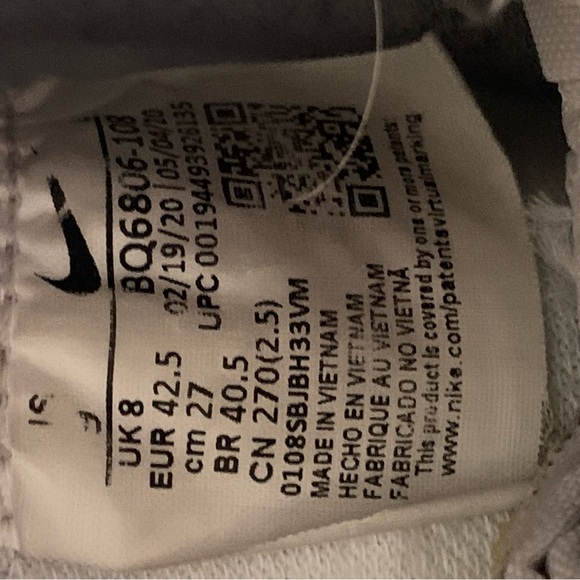 UK 8
EUR 42.5
cm 27
BR 40.5
CN 270(2.5)
BQ6806-108
02/19/20 | 05/04/20
UPC 00194493926135
0108SBJBH33VM
MADE IN VIETNAM
HECHO EN VIETNAM
FABRIQUE AU VIETNAM
FABRICADO NO VIETNÃ
This product is covered by one or more patents:
www.nike.com/patentsvirtualmarking